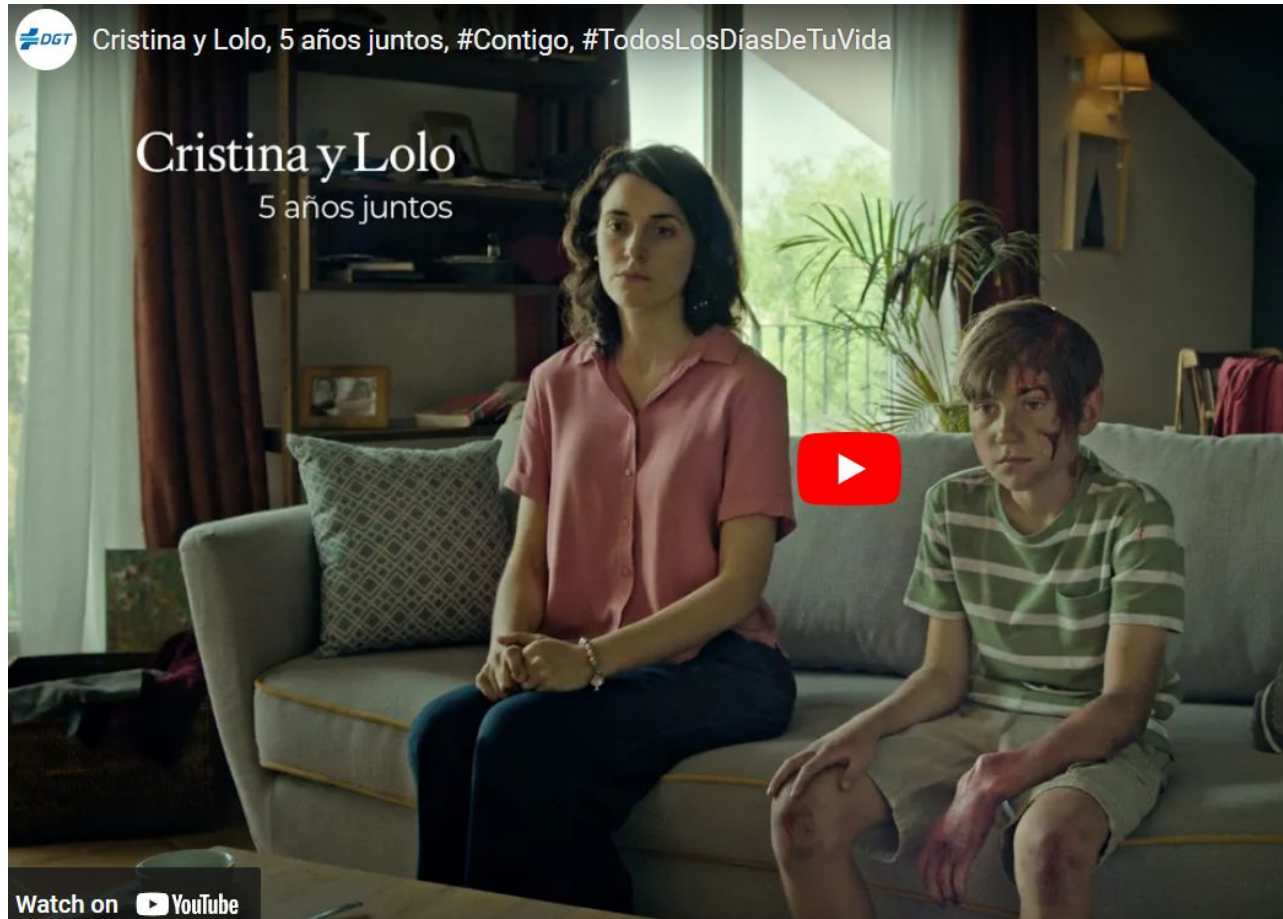 DGT
Cristina y Lolo, 5 años juntos, #Contigo, #TodosLosDíasDeTuVida
Cristina y Lolo
5 años juntos
Watch on YouTube